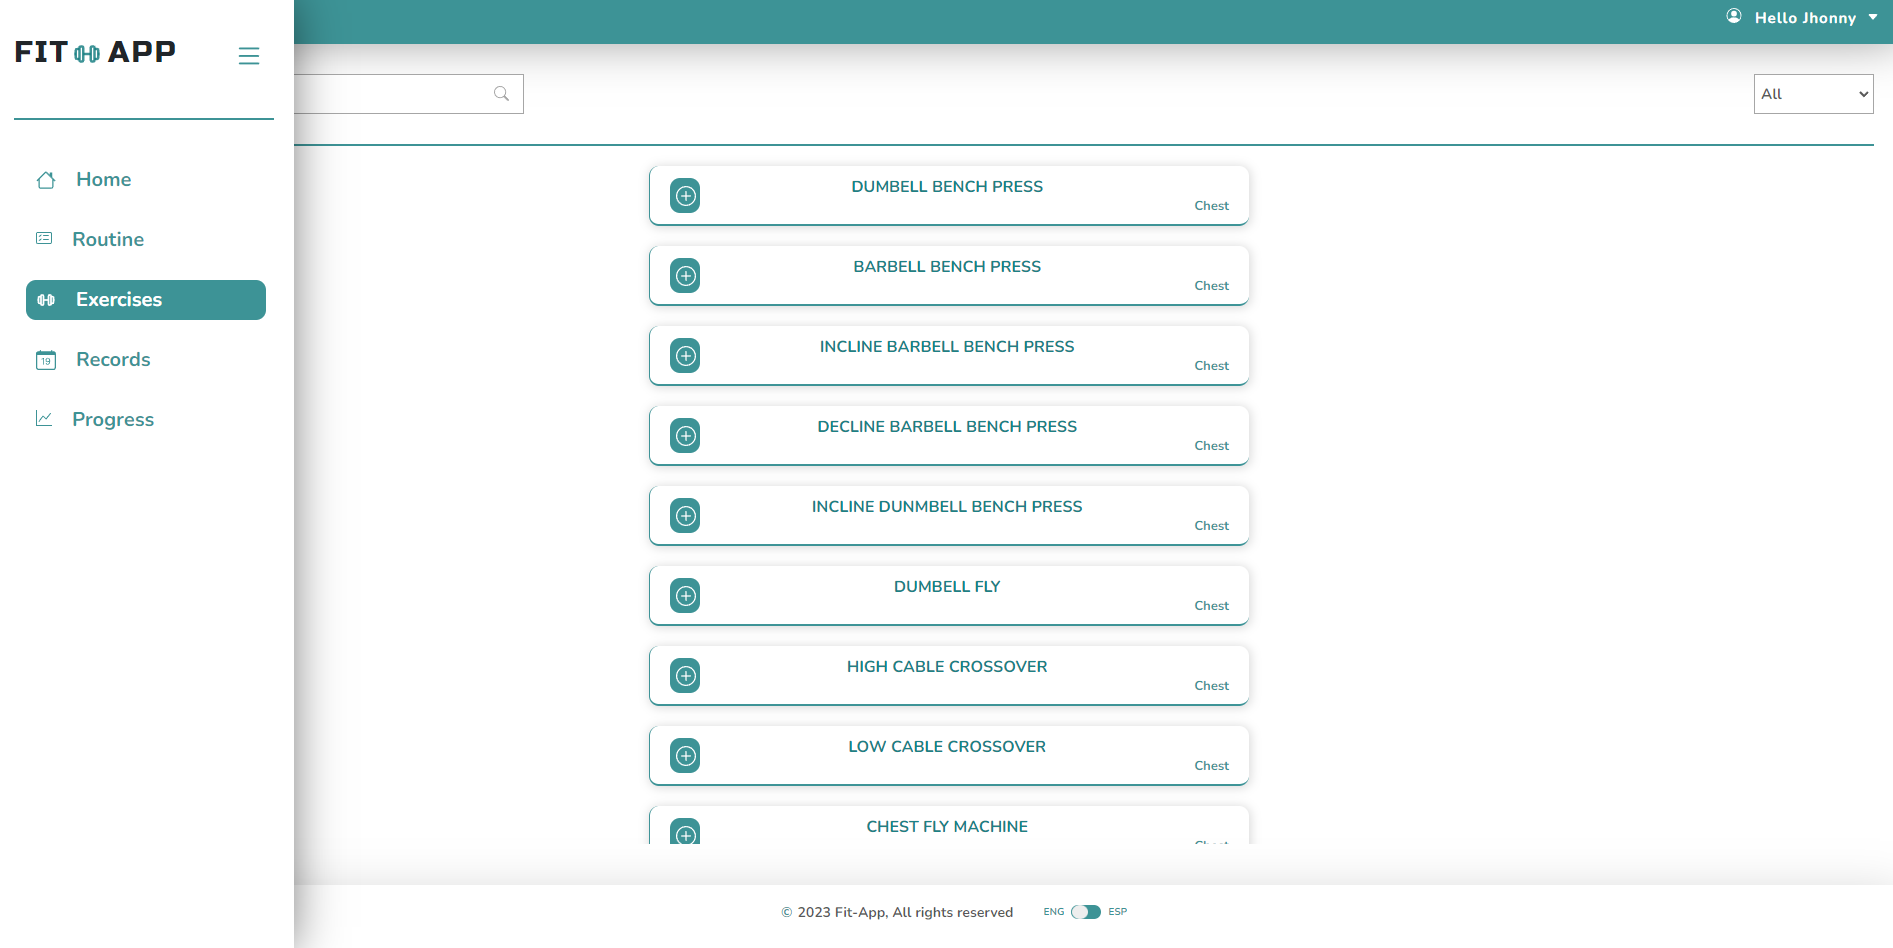 FIT APP
Hello Jhonny
All
Home
Routine
Exercises
19
Records
Progress
DUMBELL BENCH PRESS
Chest
BARBELL BENCH PRESS
Chest
INCLINE BARBELL BENCH PRESS
Chest
DECLINE BARBELL BENCH PRESS
Chest
INCLINE DUNMBELL BENCH PRESS
Chest
DUMBELL FLY
Chest
HIGH CABLE CROSSOVER
Chest
LOW CABLE CROSSOVER
Chest
CHEST FLY MACHINE
Chest
© 2023 Fit-App, All rights reserved
ENG ESP